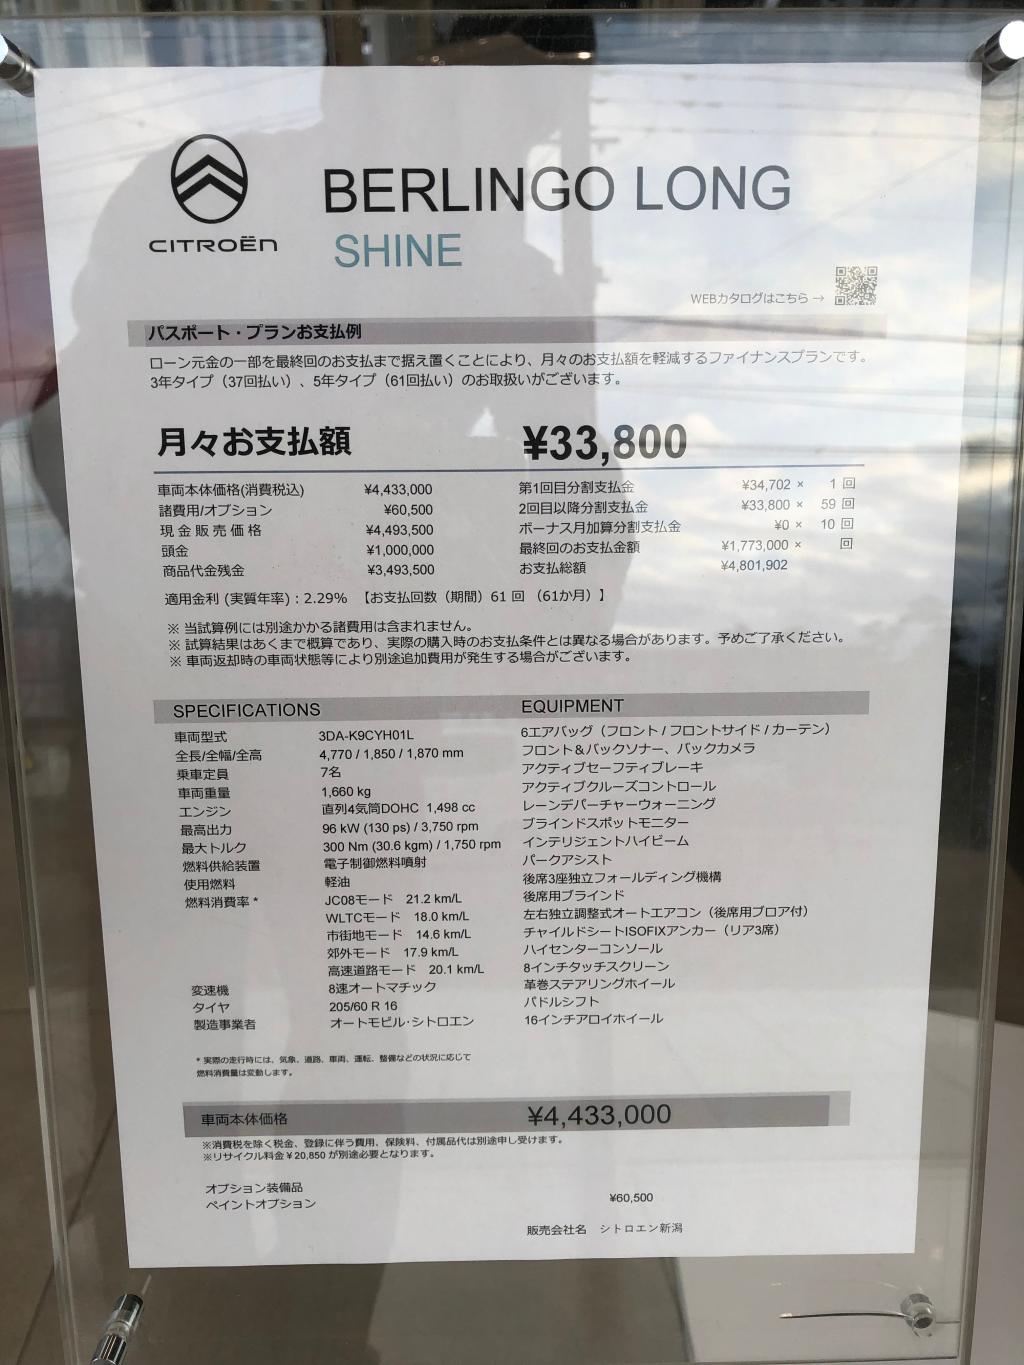 CITROËN
BERLINGO LONG
SHINE
WEBカタログはこちら →
パスポート・プランお支払例
ローン元金の一部を最終回のお支払まで据え置くことにより、月々のお支払額を軽減するファイナンスプランです。
3年タイプ（37回払い）、5年タイプ（61回払い）のお取扱いがございます。
月々お支払額 ¥33,800
車両本体価格(消費税込) ¥4,433,000 第1回目分割支払金 ¥34,702 × 1 回
諸費用/オプション ¥60,500 2回目以降分割支払金 ¥33,800 × 59 回
現 金 販 売 価 格 ¥4,493,500 ボーナス月加算分割支払金 ¥0 × 10 回
頭金 ¥1,000,000 最終回のお支払金額 ¥1,773,000 × 回
商品代金残金 ¥3,493,500 お支払総額 ¥4,801,902
適用金利 (実質年率) : 2.29% 【お支払回数（期間）61 回 （61か月）】
※ 当試算例には別途かかる諸費用は含まれません。
※ 試算結果はあくまで概算であり、実際の購入時のお支払条件とは異なる場合があります。予めご了承ください。
※ 車両返却時の車両状態等により別途追加費用が発生する場合がございます。
SPECIFICATIONS EQUIPMENT
車両型式 3DA-K9CYH01L 6エアバッグ（フロント / フロントサイド / カーテン）
全長/全幅/全高 4,770 / 1,850 / 1,870 mm フロント＆バックソナー、バックカメラ
乗車定員 7名 アクティブセーフティブレーキ
車両重量 1,660 kg アクティブクルーズコントロール
エンジン 直列4気筒DOHC 1,498 cc レーンデパーチャーウォーニング
最高出力 96 kW (130 ps) / 3,750 rpm ブラインドスポットモニター
最大トルク 300 Nm (30.6 kgm) / 1,750 rpm インテリジェントハイビーム
燃料供給装置 電子制御燃料噴射 パークアシスト
使用燃料 軽油 後席3座独立フォールディング機構
燃料消費率 * JC08モード 21.2 km/L 後席用ブラインド
WLTCモード 18.0 km/L 左右独立調整式オートエアコン（後席用ブロア付）
市街地モード 14.6 km/L チャイルドシートISOFIXアンカー（リア3席）
郊外モード 17.9 km/L ハイセンターコンソール
高速道路モード 20.1 km/L 8インチタッチスクリーン
変速機 8速オートマチック 革巻ステアリングホイール
タイヤ 205/60 R 16 パドルシフト
製造事業者 オートモビル･シトロエン 16インチアロイホイール
* 実際の走行時には、気象、道路、車両、運転、整備などの状況に応じて
燃料消費量は変動します。
車両本体価格 ¥4,433,000
※消費税を除く税金、登録に伴う費用、保険料、付属品代は別途申し受けます。
※リサイクル料金￥20,850 が別途必要となります。
オプション装備品
ペイントオプション ¥60,500
販売会社名 シトロエン新潟